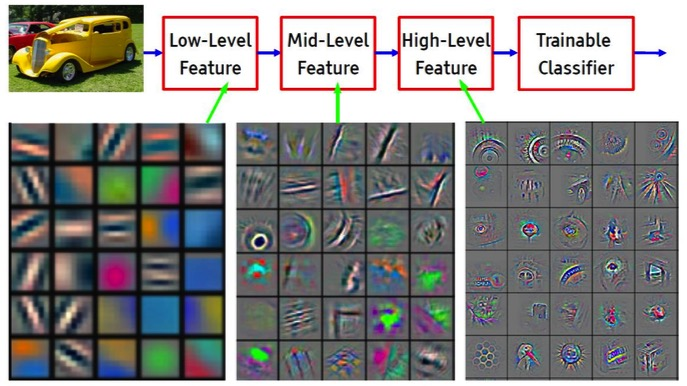 Low-Level
Feature
Mid-Level
Feature
High-Level
Feature
Trainable
Classifier